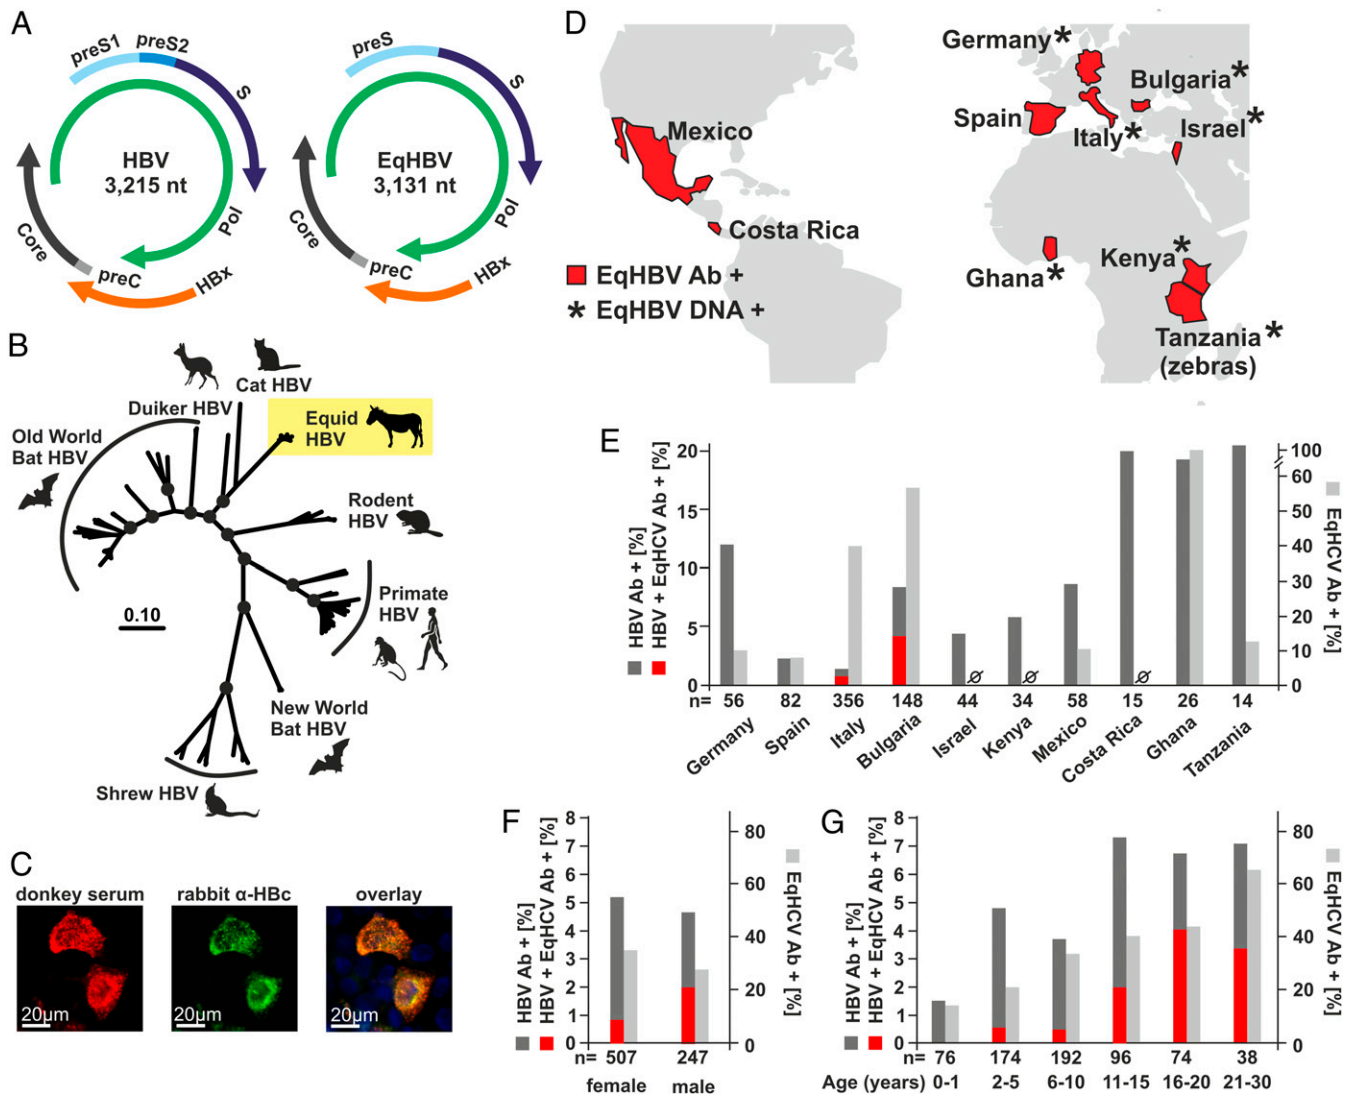 A
preS1
preS2
S
HBV
3,215 nt
Pol
Core
preC
HBx
preS
S
EqHBV
3,131 nt
Pol
Core
preC
HBx
B
Cat HBV
Duiker HBV
Equid
HBV
Old World
Bat HBV
Rodent
HBV
Primate
HBV
0.10
New World
Bat HBV
Shrew HBV
C
donkey serum
rabbit α-HBc
overlay
20µm
20µm
20µm
D
Germany*
Bulgaria*
Spain
Italy*
Israel*
Mexico
Costa Rica
Ghana*
Kenya*
Tanzania*
(zebras)
EqHBV Ab +
* EqHBV DNA +
E
HBV Ab + [%]
HBV + EqHCV Ab + [%]
20
15
10
5
0
100
60
50
40
30
20
10
0
EqHCV Ab + [%]
n= 56 82 356 148 44 34 58 15 26 14
Germany
Spain
Italy
Bulgaria
Israel
Kenya
Mexico
Costa Rica
Ghana
Tanzania
F
HBV Ab + [%]
HBV + EqHCV Ab + [%]
8
7
6
5
4
3
2
1
0
80
60
40
20
0
EqHCV Ab + [%]
n= 507 247
female male
G
HBV Ab + [%]
HBV + EqHCV Ab + [%]
8
7
6
5
4
3
2
1
0
80
60
40
20
0
EqHCV Ab + [%]
n= 76 174 192 96 74 38
Age (years) 0-1 2-5 6-10 11-15 16-20 21-30